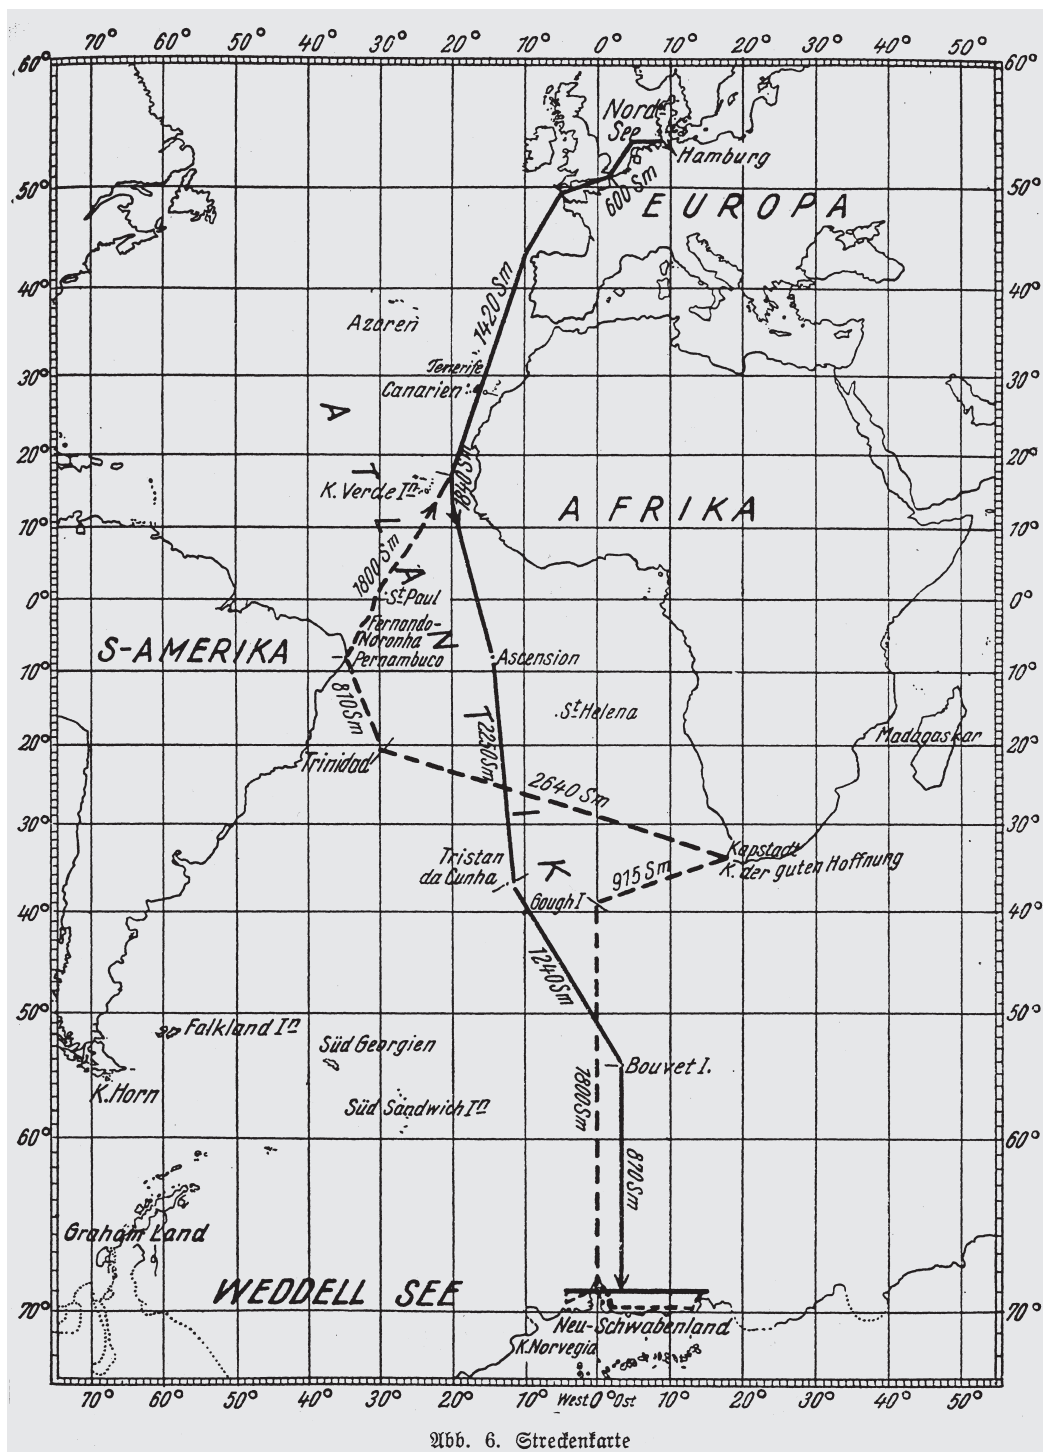 70° 60° 50° 40° 30° 20° 10° 0° 10° 20° 30° 40° 50°
60° 60°
Nord-
See
Hamburg
600 Sm
50° 50°
EUROPA
1420 Sm
40° 40°
Azoren
Tenerife
30° 30°
Canarien
A
20° 20°
T
K. Verde Iⁿ
1840 Sm
AFRIKA
L
10° 10°
1800 Sm
A
St Paul
0° 0°
Fernando-
Noronha
N
S-AMERIKA
Pernambuco
Ascension
10° 10°
810 Sm
St Helena
T
2250 Sm
Madagaskar
20° 20°
Trinidad
2640 Sm
I
30° 30°
Kapstadt
K. der guten Hoffnung
Tristan
da Cunha
K
915 Sm
Gough I
40° 40°
1240 Sm
50° 50°
Falkland Iⁿ
Süd Georgien
Bouvet I.
K. Horn
1800 Sm
Süd Sandwich Iⁿ
60° 60°
870 Sm
Graham Land
WEDDELL SEE
70° 70°
Neu-Schwabenland
K. Norvegia
70° 60° 50° 40° 30° 20° 10° West 0° Ost 10° 20° 30° 40° 50°
Abb. 6. Streckenkarte